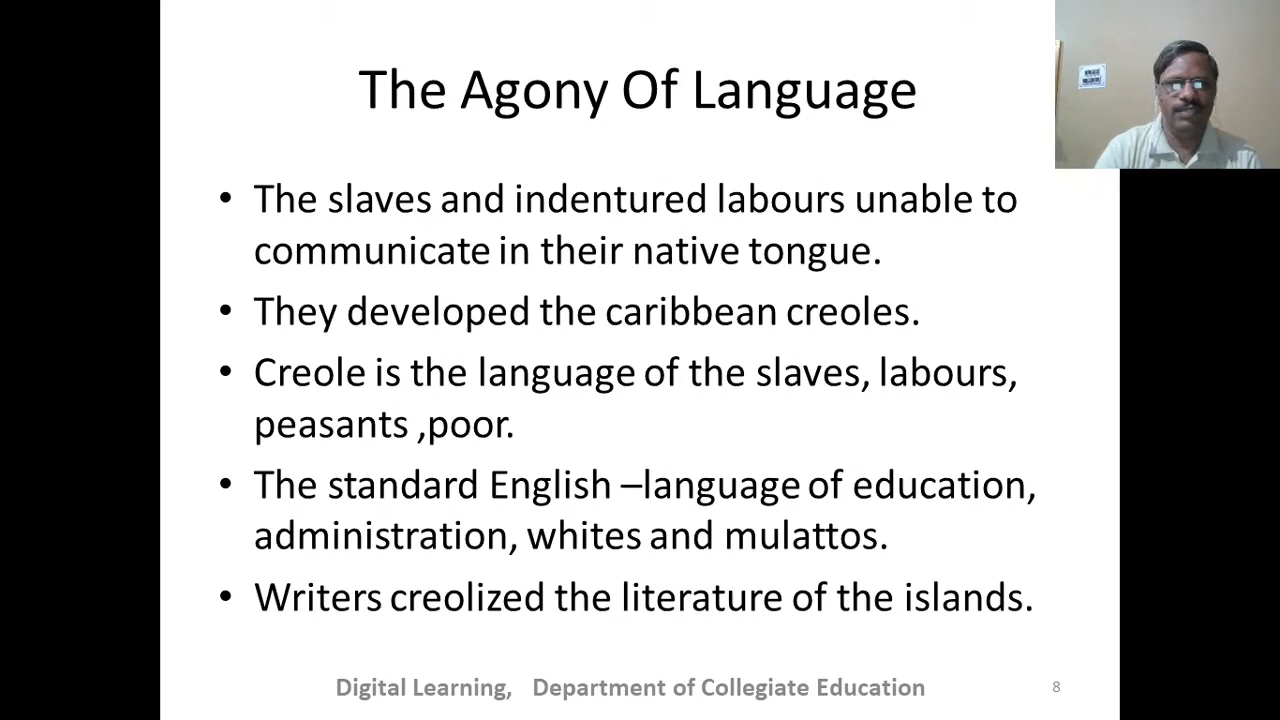 The Agony Of Language
• The slaves and indentured labours unable to
communicate in their native tongue.
• They developed the caribbean creoles.
• Creole is the language of the slaves, labours,
peasants ,poor.
• The standard English –language of education,
administration, whites and mulattos.
• Writers creolized the literature of the islands.
Digital Learning, Department of Collegiate Education
8